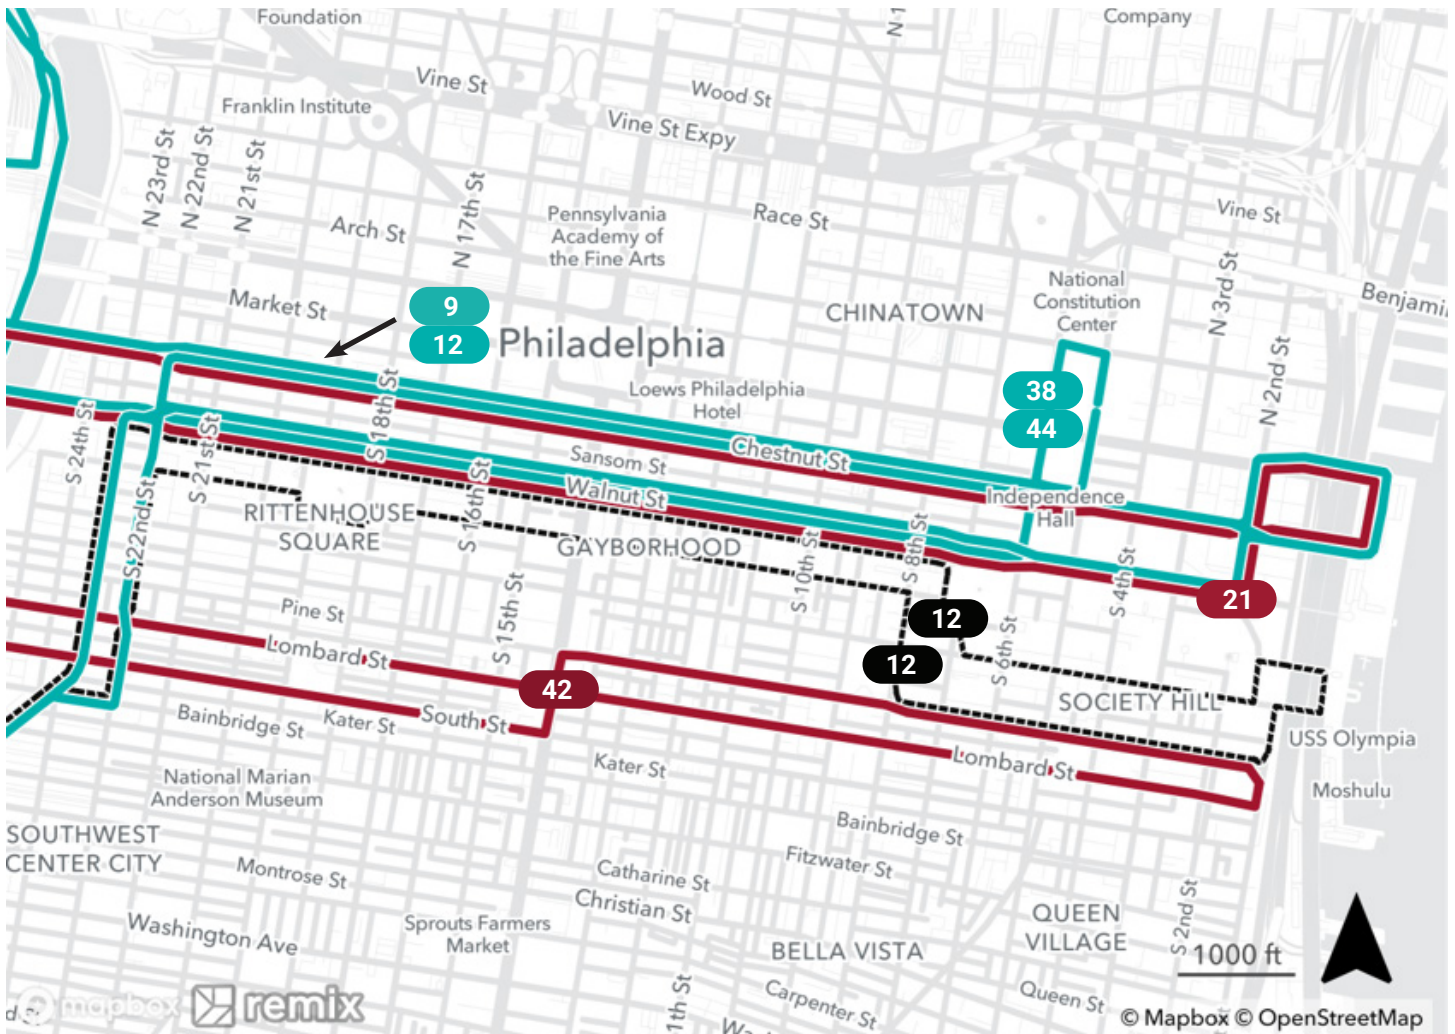 Foundation
Company
N 1
Vine St
Wood St
Franklin Institute
Vine St Expy
N 23rd St
N 22nd St
N 21st St
N 17th St
Arch St
Pennsylvania
Academy of
the Fine Arts
Race St
Vine St
N 3rd St
National
Constitution
Center
Benjamin
Market St
9
12
Philadelphia
CHINATOWN
N 2nd St
S 18th St
Loews Philadelphia
Hotel
38
44
S 24th St
S 21st St
Sansom St
Chestnut St
Walnut St
Independence
Hall
S 22nd St
RITTENHOUSE
SQUARE
S 16th St
GAYBORHOOD
S 10th St
S 8th St
S 4th St
21
Pine St
S 15th St
12
12
S 6th St
Lombard St
42
SOCIETY HILL
Bainbridge St
Kater St
South St
USS Olympia
Kater St
Lombard St
Moshulu
National Marian
Anderson Museum
SOUTHWEST
CENTER CITY
Bainbridge St
Fitzwater St
Montrose St
Catharine St
Christian St
Washington Ave
Sprouts Farmers
Market
QUEEN
VILLAGE
S 2nd St
BELLA VISTA
1000 ft
Carpenter St
Queen St
1th St
mapbox
remix
© Mapbox © OpenStreetMap